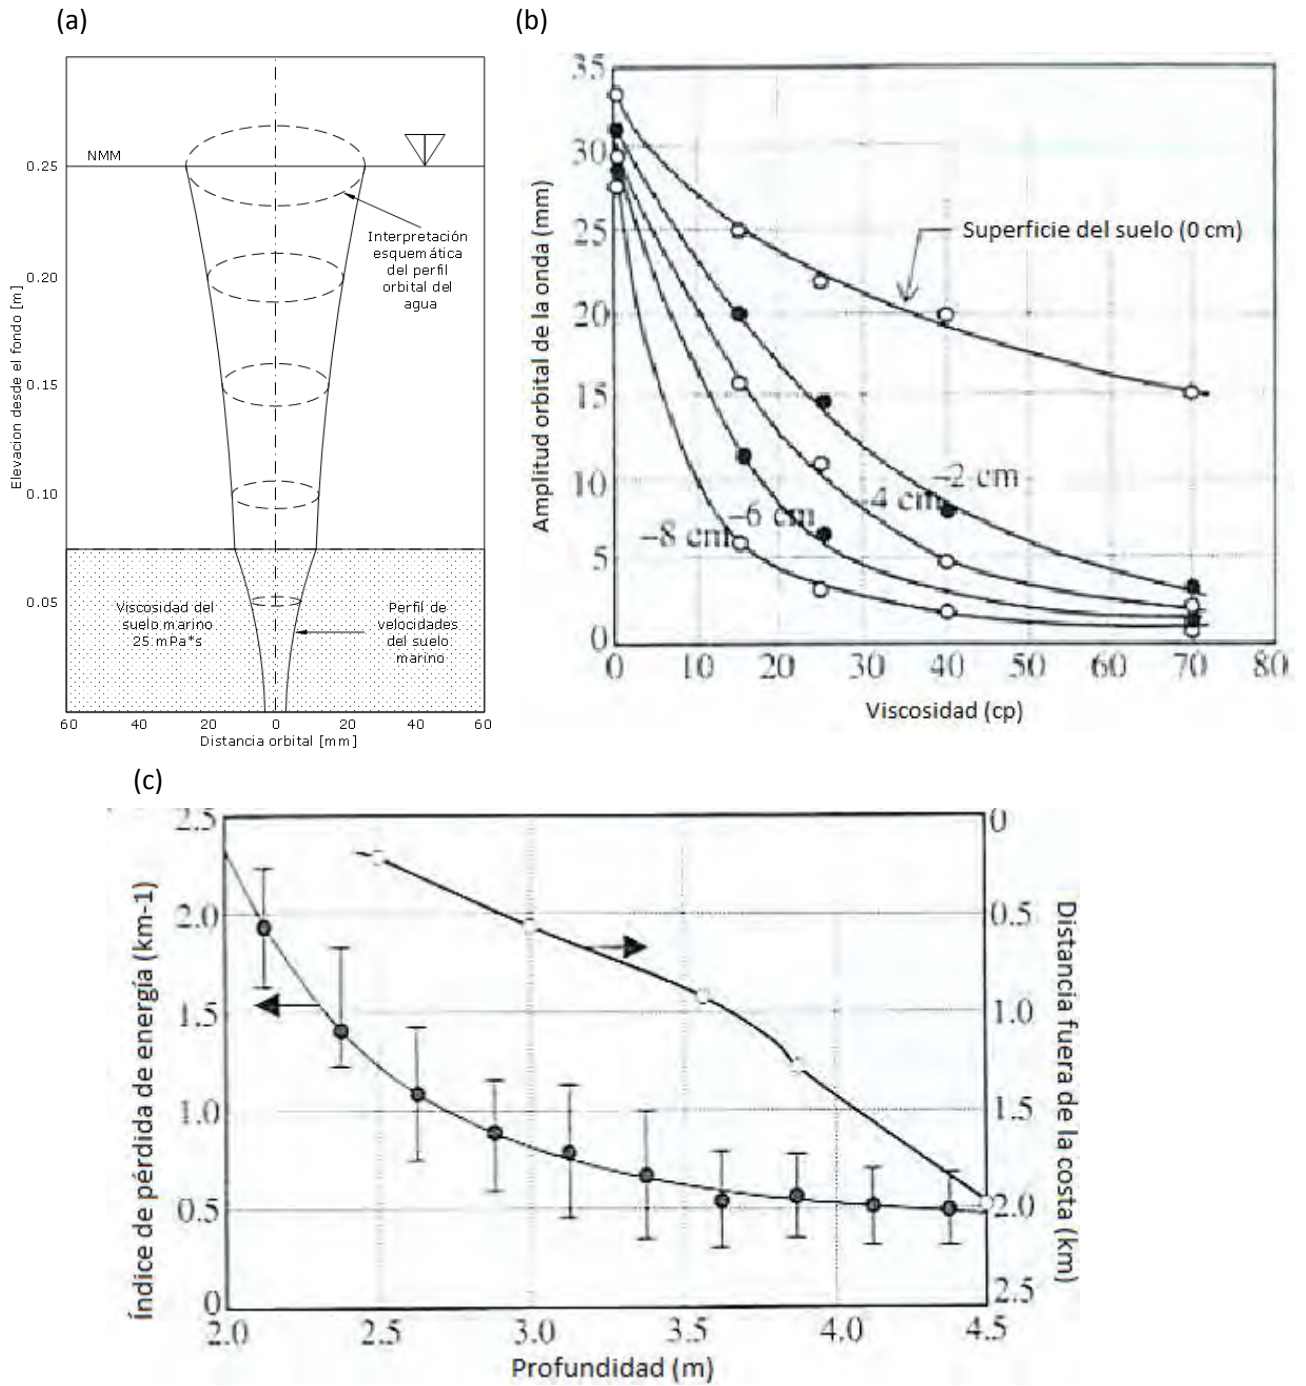 (a)
NMM
0.25
0.20
0.15
0.10
0.05
Elevacion desde el fondo [m]
Interpretación
esquemática
del perfil
orbital del
agua
Viscosidad del
suelo marino
25 mPa*s
Perfil de
velocidades
del suelo
marino
60 40 20 0 20 40 60
Distancia orbital [mm]
(b)
35
30
25
20
15
10
5
0
Amplitud orbital de la onda (mm)
Superficie del suelo (0 cm)
−2 cm
−4 cm
−6 cm
−8 cm
0 10 20 30 40 50 60 70 80
Viscosidad (cp)
(c)
2.5
2.0
1.5
1.0
0.5
0
Índice de pérdida de energía (km-1)
0
0.5
1.0
1.5
2.0
2.5
Distancia fuera de la costa (km)
2.0 2.5 3.0 3.5 4.0 4.5
Profundidad (m)